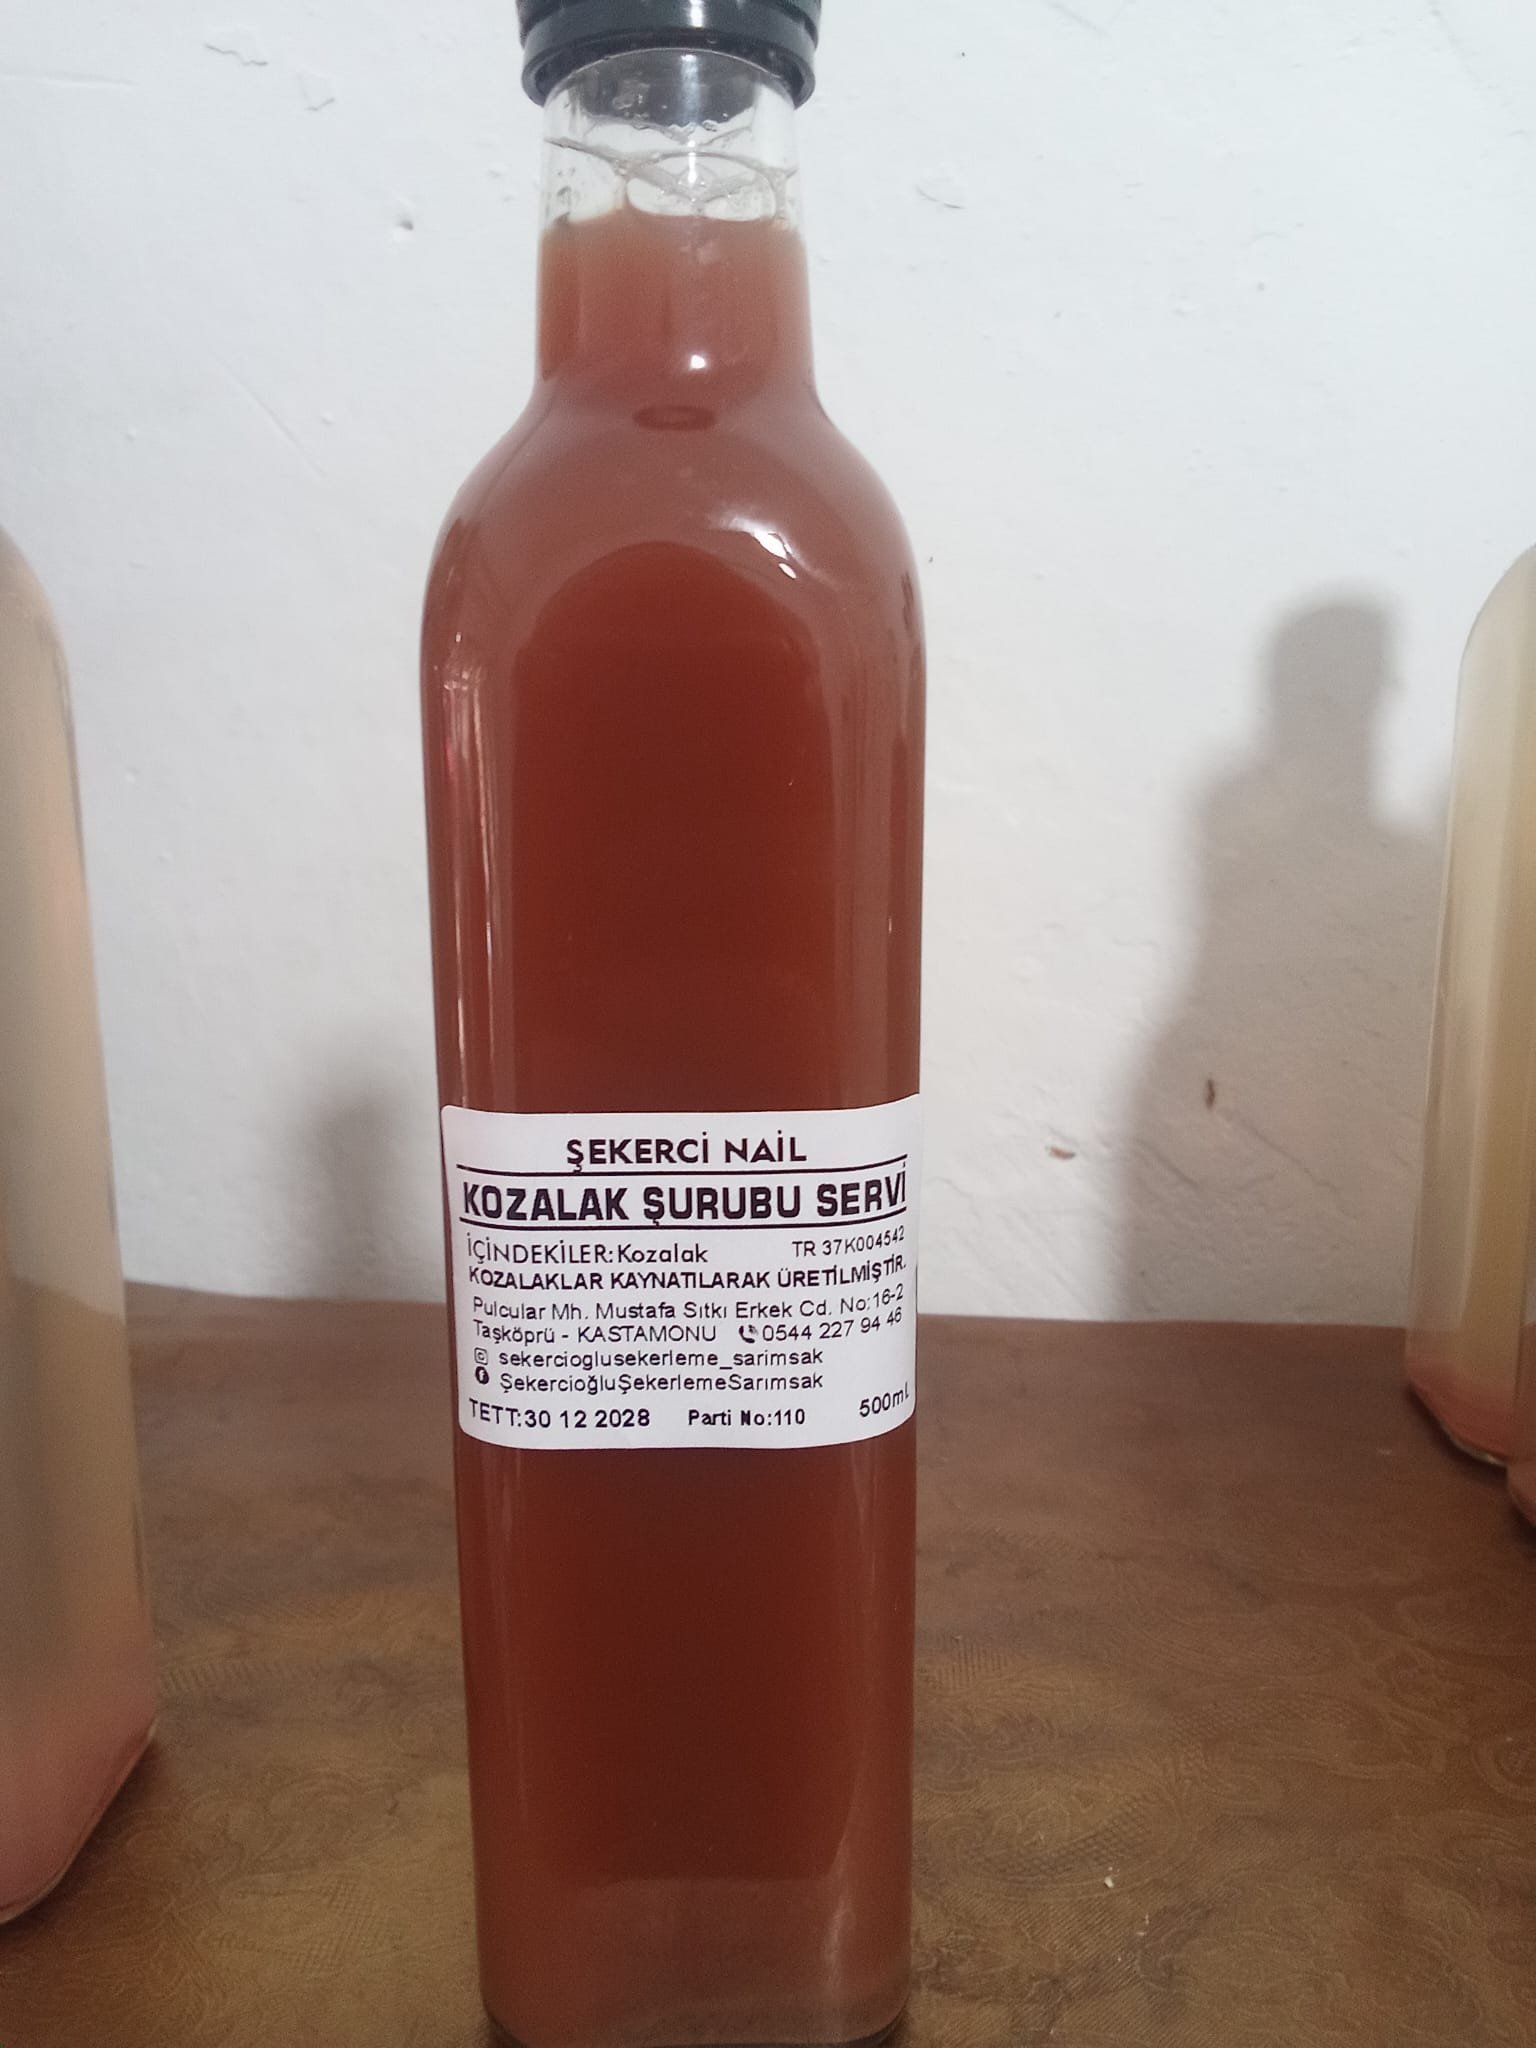 ŞEKERCİ NAİL
KOZALAK ŞURUBU SERVİ
İÇİNDEKİLER:Kozalak TR 37K004542
KOZALAKLAR KAYNATILARAK ÜRETİLMİŞTİR.
Pulcular Mh. Mustafa Sıtkı Erkek Cd. No:16-2
Taşköprü - KASTAMONU 0544 227 94 46
sekercioglusekerleme_sarimsak
ŞekercioğluŞekerlemeSarımsak
TETT:30 12 2028 Parti No:110 500mL